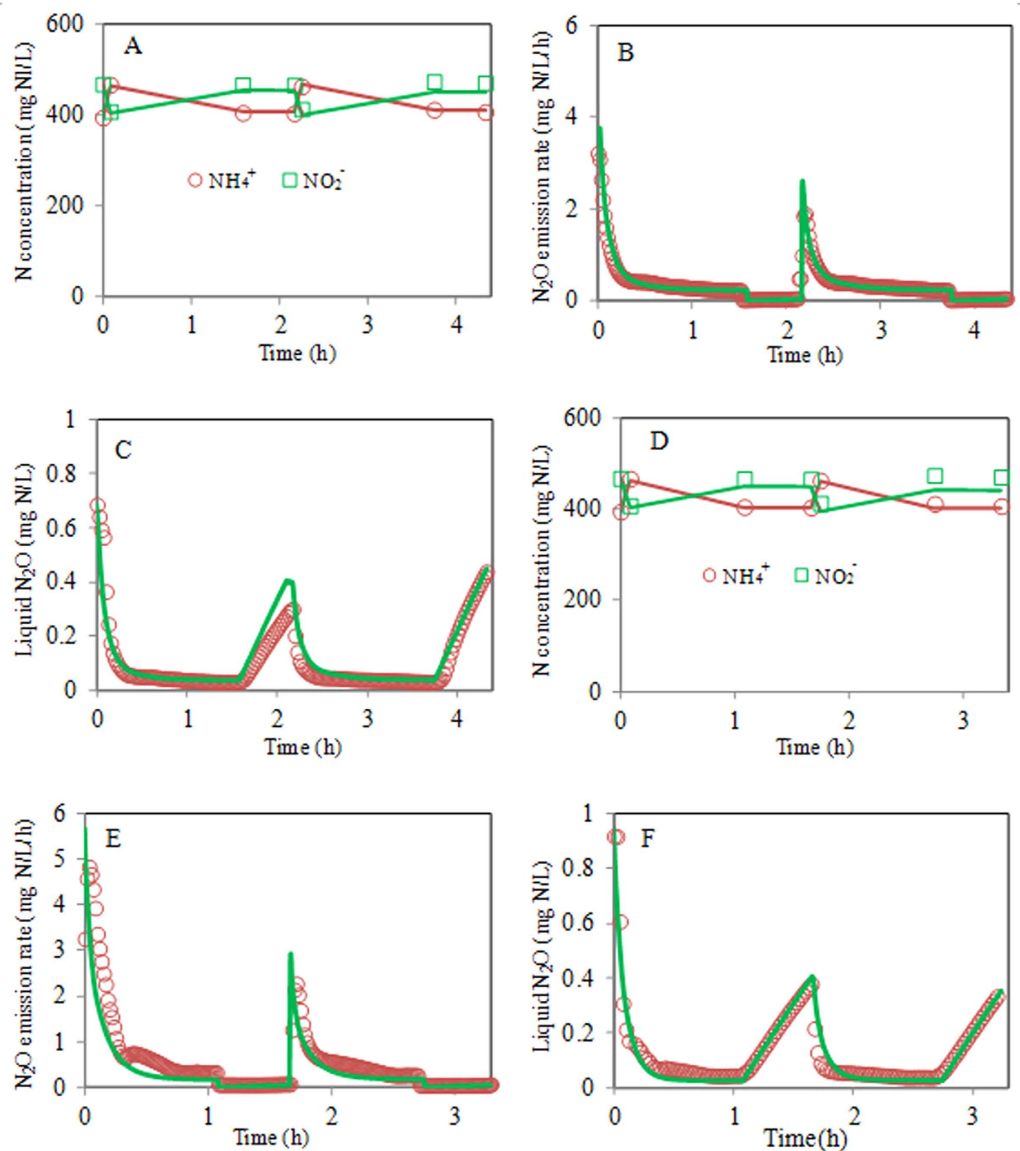 A
N concentration (mg N/L)
600
400
200
0
NH₄⁺ NO₂⁻
0 1 2 3 4
Time (h)
B
N₂O emission rate (mg N/L/h)
6
4
2
0
0 1 2 3 4
Time (h)
C
Liquid N₂O (mg N/L)
1
0.8
0.6
0.4
0.2
0
0 1 2 3 4
Time (h)
D
N concentration (mg N/L)
600
400
200
0
NH₄⁺ NO₂⁻
0 1 2 3
Time (h)
E
N₂O emission rate (mg N/L/h)
6
5
4
3
2
1
0
0 1 2 3
Time (h)
F
Liquid N₂O (mg N/L)
1
0.8
0.6
0.4
0.2
0
0 1 2 3
Time (h)